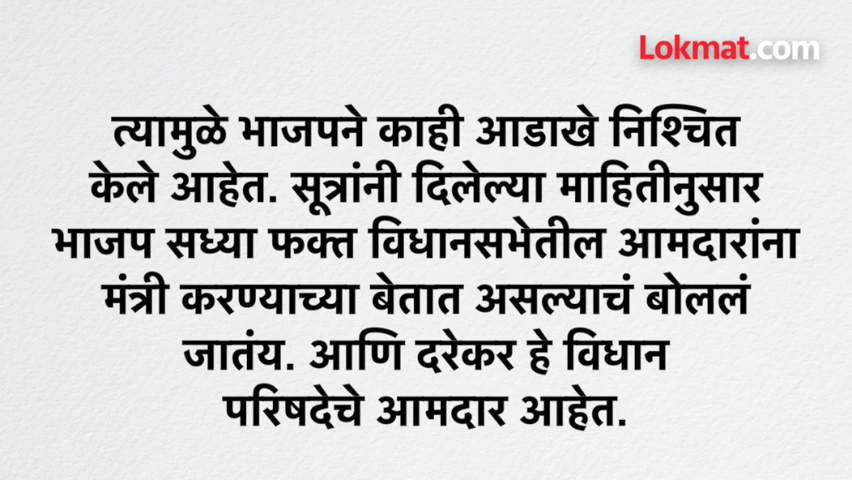 Lokmat.com
त्यामुळे भाजपने काही आडाखे निश्चित
केले आहेत. सूत्रांनी दिलेल्या माहितीनुसार
भाजप सध्या फक्त विधानसभेतील आमदारांना
मंत्री करण्याच्या बेतात असल्याचं बोललं
जातंय. आणि दरेकर हे विधान
परिषदेचे आमदार आहेत.